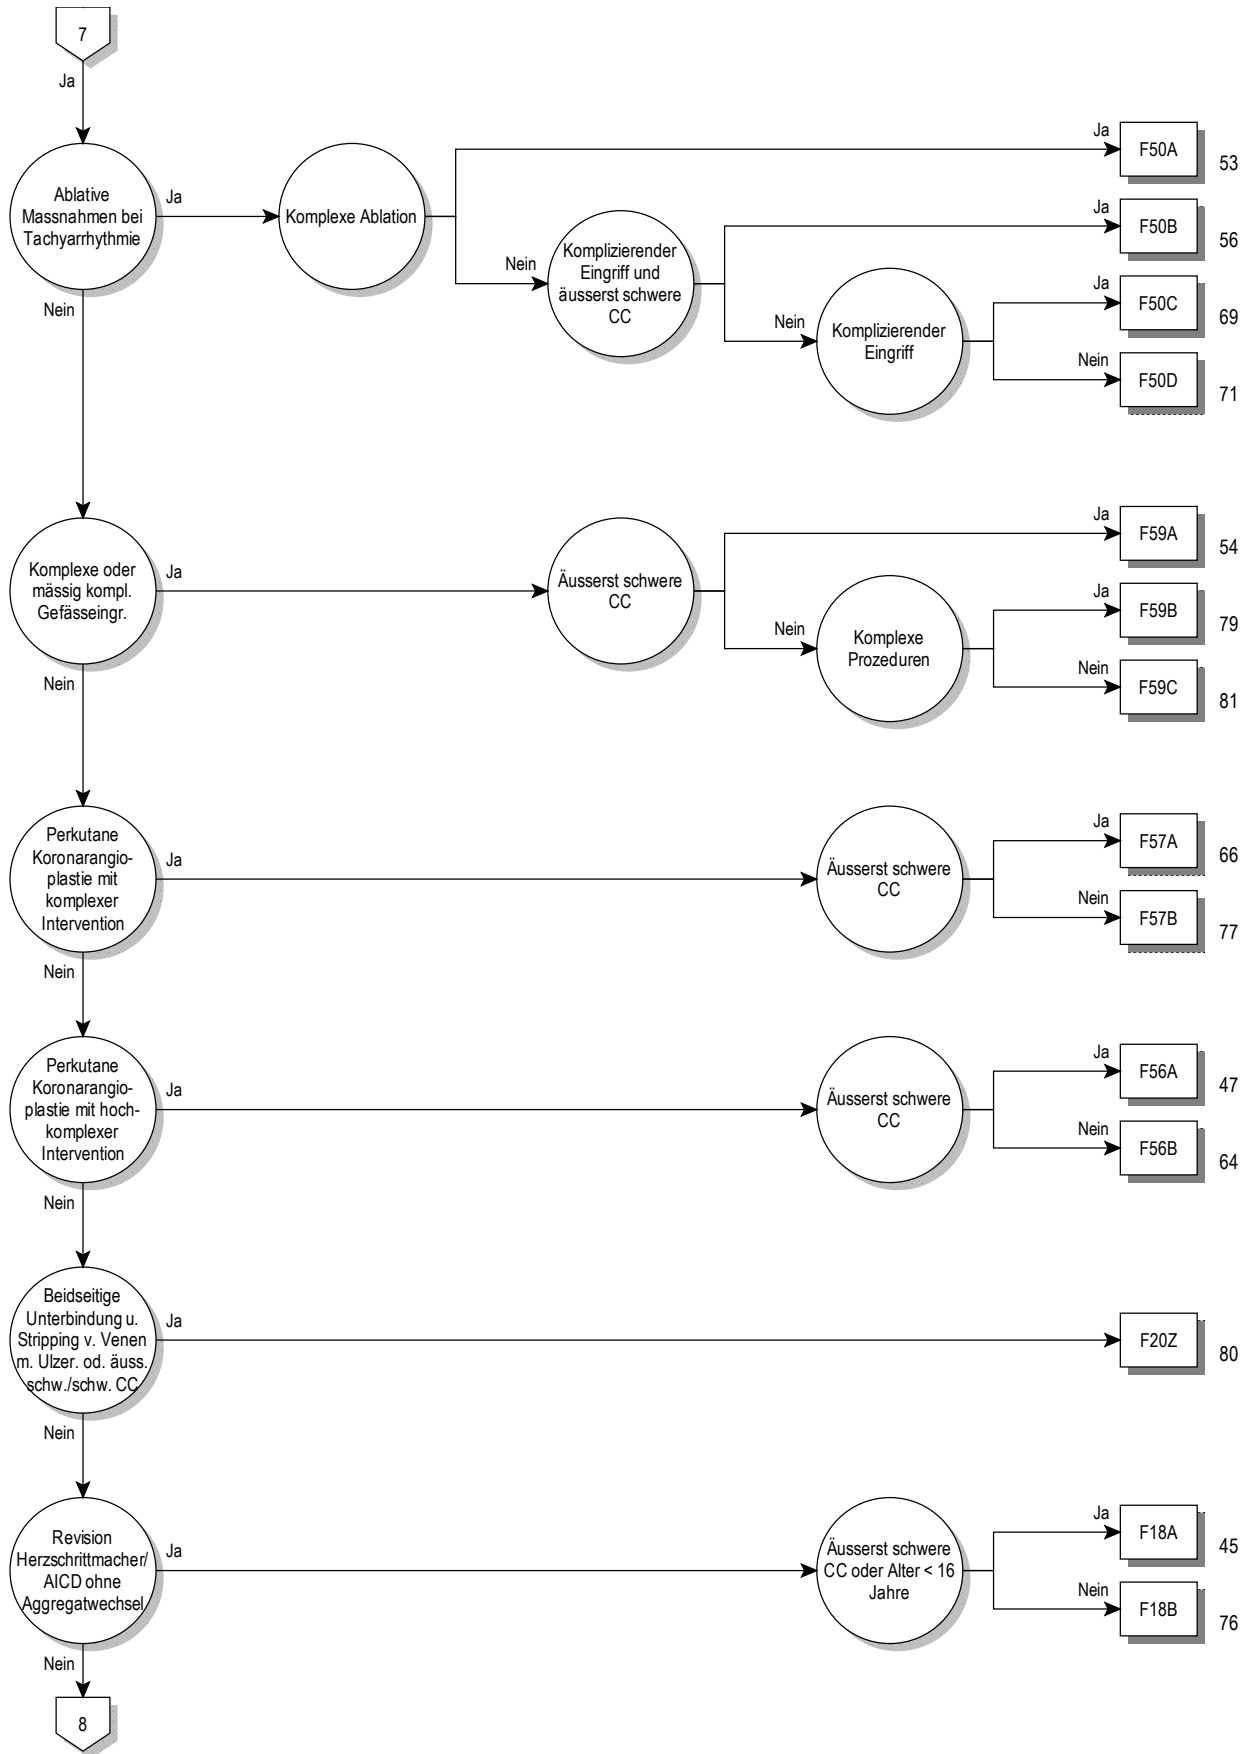 7
Ja
Ablative
Massnahmen bei
Tachyarrhythmie
Ja
Komplexe Ablation
Ja
F50A
53
Nein
Komplizierender
Eingriff und
äusserst schwere
CC
Ja
F50B
56
Nein
Komplizierender
Eingriff
Ja
F50C
69
Nein
F50D
71
Nein
Komplexe oder
mässig kompl.
Gefässeingr.
Ja
Äusserst schwere
CC
Ja
F59A
54
Nein
Komplexe
Prozeduren
Ja
F59B
79
Nein
F59C
81
Nein
Perkutane
Koronarangio-
plastie mit
komplexer
Intervention
Ja
Äusserst schwere
CC
Ja
F57A
66
Nein
F57B
77
Nein
Perkutane
Koronarangio-
plastie mit hoch-
komplexer
Intervention
Ja
Äusserst schwere
CC
Ja
F56A
47
Nein
F56B
64
Nein
Beidseitige
Unterbindung u.
Stripping v. Venen
m. Ulzer. od. äuss.
schw./schw. CC
Ja
F20Z
80
Nein
Revision
Herzschrittmacher/
AICD ohne
Aggregatwechsel
Ja
Äusserst schwere
CC oder Alter < 16
Jahre
Ja
F18A
45
Nein
F18B
76
Nein
8